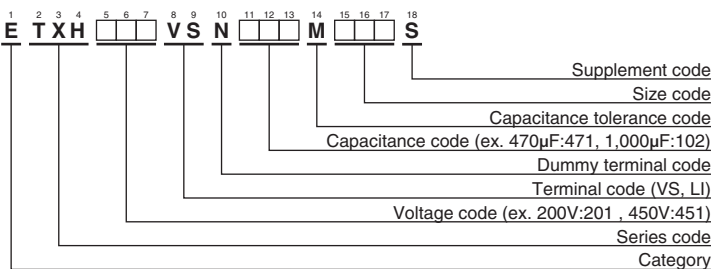 1 2 3 4 5 6 7 8 9 10 11 12 13 14 15 16 17 18
E TXH VS N M S
Supplement code
Size code
Capacitance tolerance code
Capacitance code (ex. 470μF:471, 1,000μF:102)
Dummy terminal code
Terminal code (VS, LI)
Voltage code (ex. 200V:201 , 450V:451)
Series code
Category